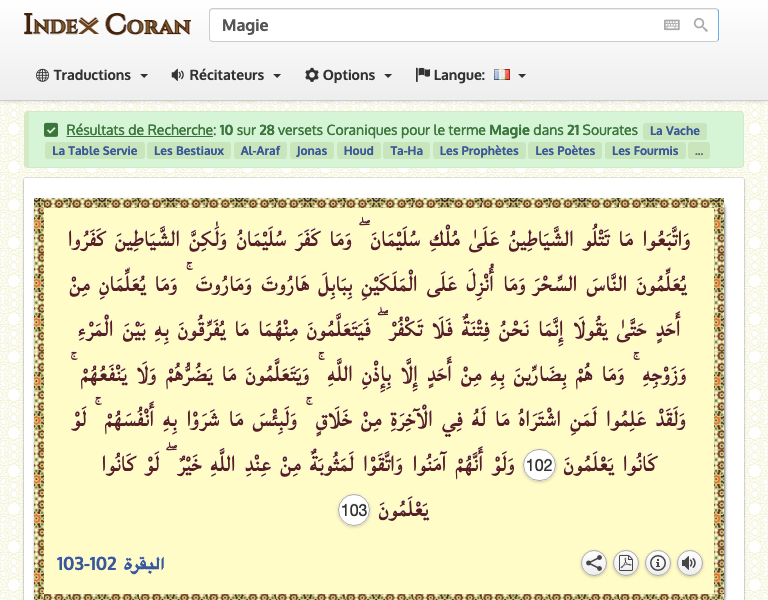 Index Coran
Magie
Traductions Récitateurs Options Langue:
Résultats de Recherche: 10 sur 28 versets Coraniques pour le terme Magie dans 21 Sourates La Vache
La Table Servie Les Bestiaux Al-Araf Jonas Houd Ta-Ha Les Prophètes Les Poètes Les Fourmis ...
وَاتَّبَعُوا مَا تَتْلُو الشَّيَاطِينُ عَلَىٰ مُلْكِ سُلَيْمَانَ ۖ وَمَا كَفَرَ سُلَيْمَانُ وَلَٰكِنَّ الشَّيَاطِينَ كَفَرُوا
يُعَلِّمُونَ النَّاسَ السِّحْرَ وَمَا أُنْزِلَ عَلَى الْمَلَكَيْنِ بِبَابِلَ هَارُوتَ وَمَارُوتَ ۚ وَمَا يُعَلِّمَانِ مِنْ
أَحَدٍ حَتَّىٰ يَقُولَا إِنَّمَا نَحْنُ فِتْنَةٌ فَلَا تَكْفُرْ ۖ فَيَتَعَلَّمُونَ مِنْهُمَا مَا يُفَرِّقُونَ بِهِ بَيْنَ الْمَرْءِ
وَزَوْجِهِ ۚ وَمَا هُمْ بِضَارِّينَ بِهِ مِنْ أَحَدٍ إِلَّا بِإِذْنِ اللَّهِ ۚ وَيَتَعَلَّمُونَ مَا يَضُرُّهُمْ وَلَا يَنْفَعُهُمْ ۚ
وَلَقَدْ عَلِمُوا لَمَنِ اشْتَرَاهُ مَا لَهُ فِي الْآخِرَةِ مِنْ خَلَاقٍ ۚ وَلَبِئْسَ مَا شَرَوْا بِهِ أَنْفُسَهُمْ ۚ لَوْ
كَانُوا يَعْلَمُونَ 102 وَلَوْ أَنَّهُمْ آمَنُوا وَاتَّقَوْا لَمَثُوبَةٌ مِنْ عِنْدِ اللَّهِ خَيْرٌ ۖ لَوْ كَانُوا
يَعْلَمُونَ 103
البقرة 102-103